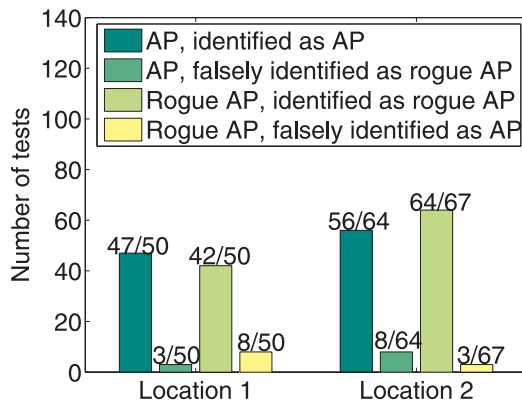 140
120
100
80
60
40
20
0
Number of tests
AP, identified as AP
AP, falsely identified as rogue AP
Rogue AP, identified as rogue AP
Rogue AP, falsely identified as AP
47/50
3/50
42/50
8/50
56/64
8/64
64/67
3/67
Location 1
Location 2